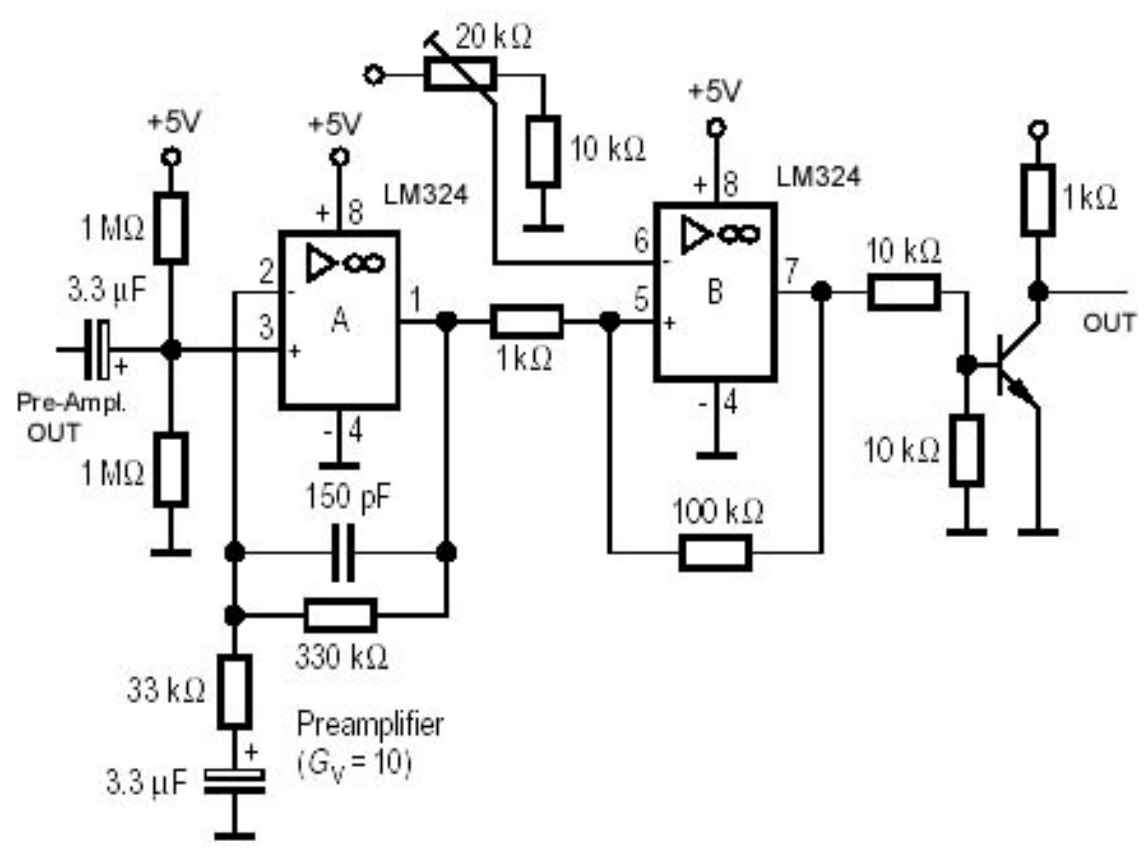 20 kΩ
+5V
+5V
+5V
10 kΩ
LM324
LM324
+ 8
+ 8
1 MΩ
1 kΩ
3.3 µF
2
-
▷∞
6
-
▷∞
10 kΩ
7
3
+
A
1
5
+
B
OUT
+
1 kΩ
Pre-Ampl.
OUT
- 4
- 4
1 MΩ
10 kΩ
150 pF
100 kΩ
330 kΩ
33 kΩ
Preamplifier
(GV = 10)
+
3.3 µF